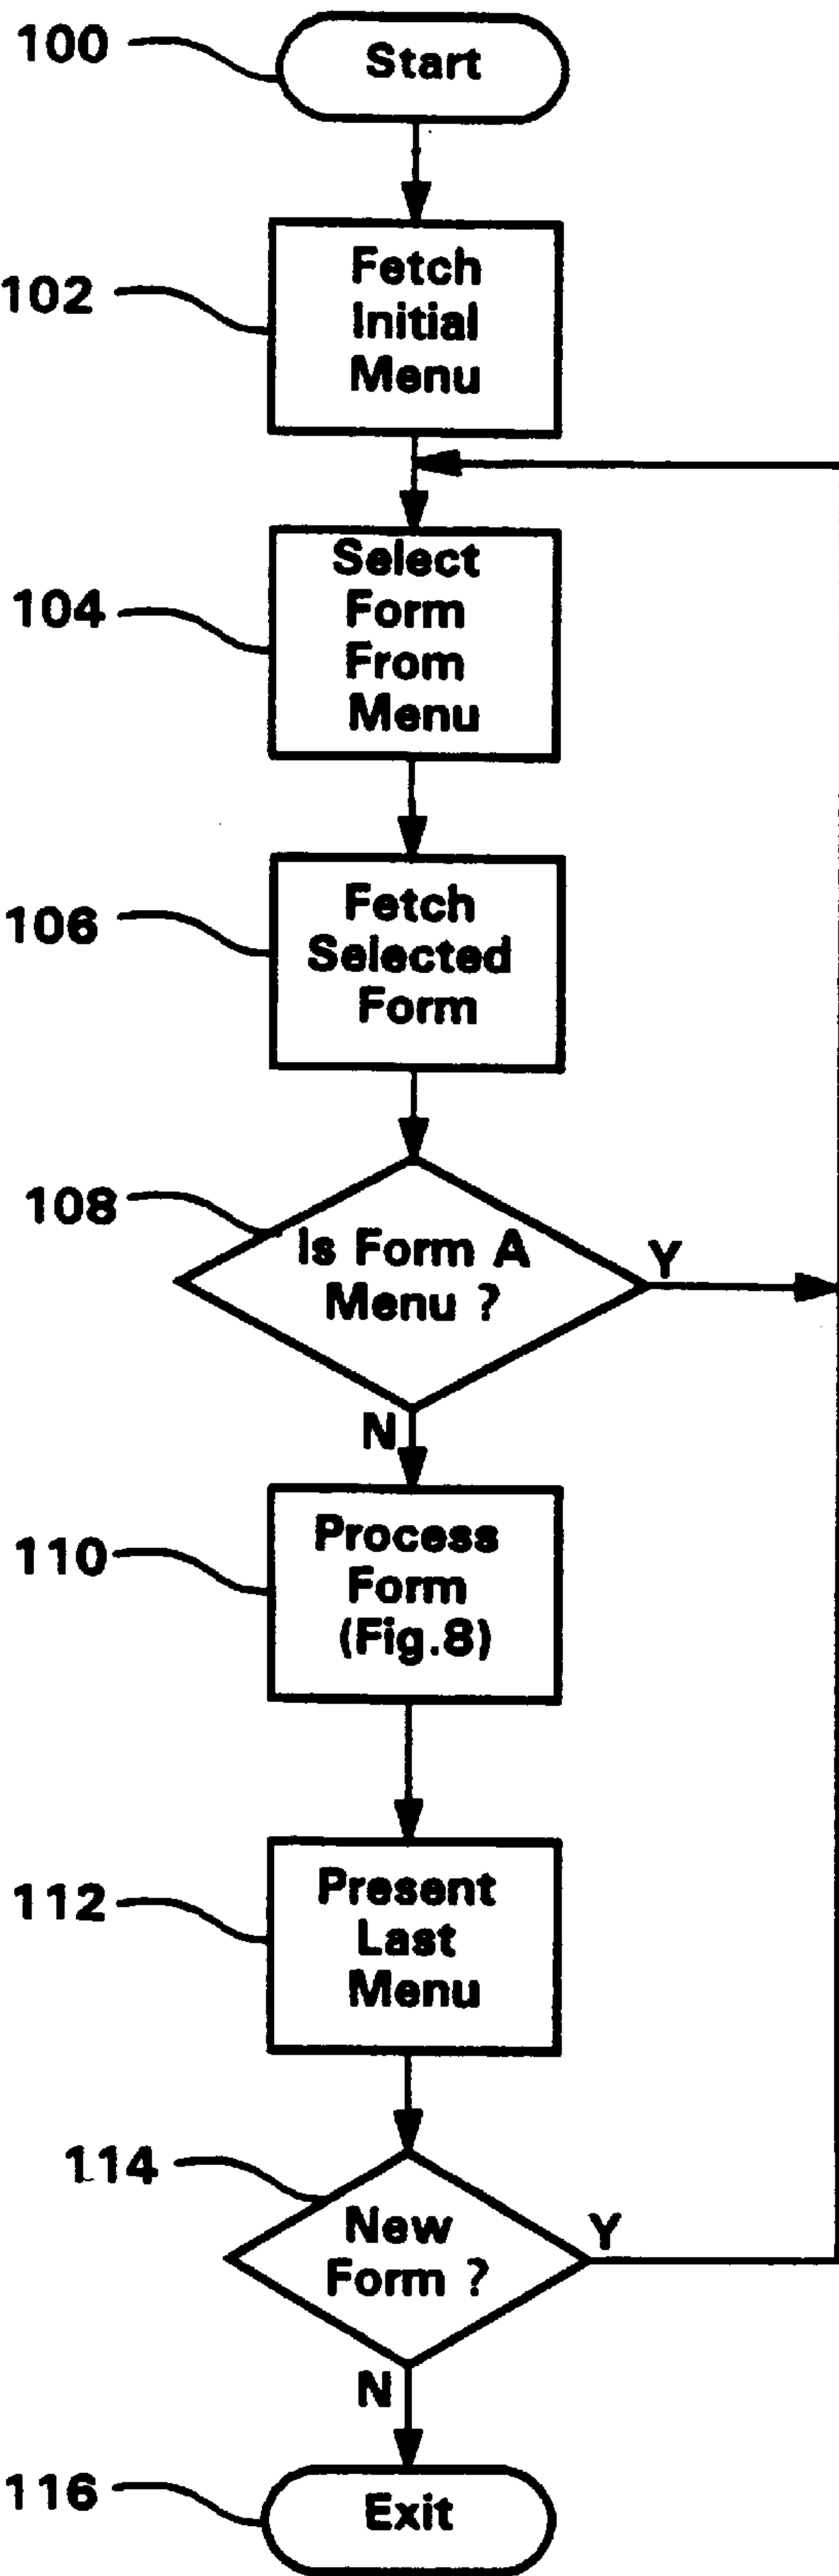 100
Start
102
Fetch
Initial
Menu
104
Select
Form
From
Menu
106
Fetch
Selected
Form
108
Is Form A
Menu ?
Y
N
110
Process
Form
(Fig.8)
112
Present
Last
Menu
114
New
Form ?
Y
N
116
Exit